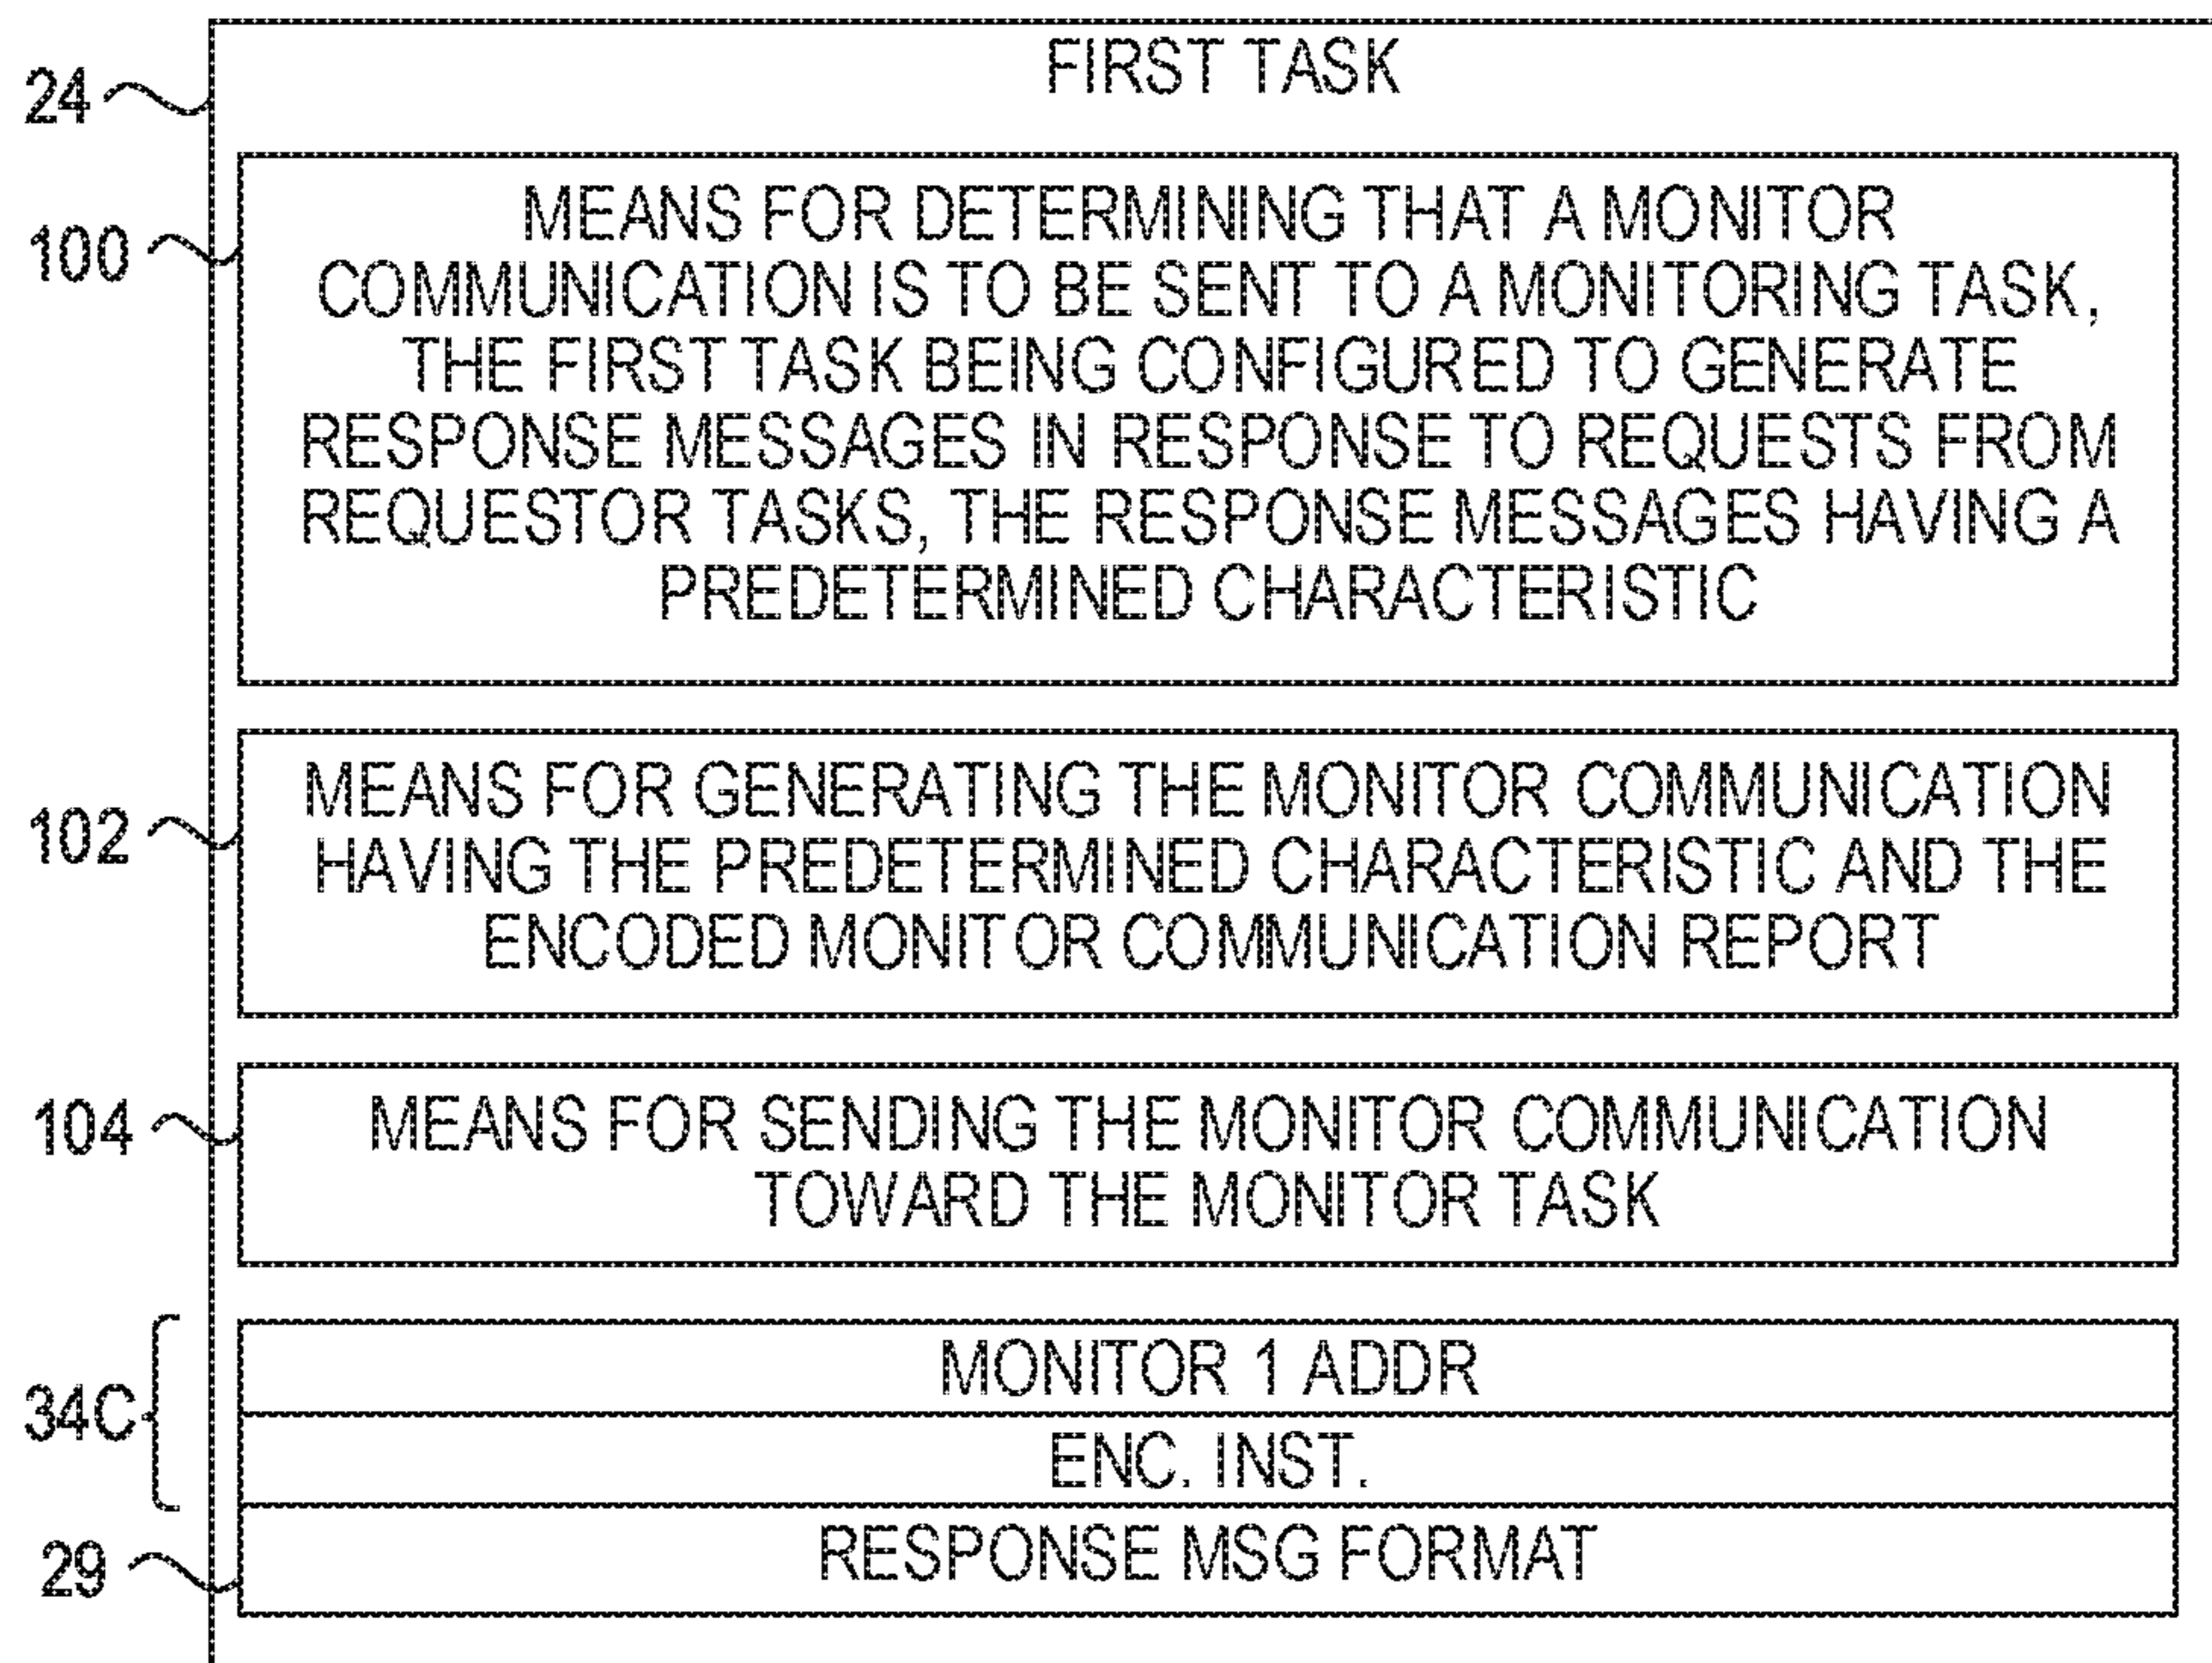 FIRST TASK
24
100
MEANS FOR DETERMINING THAT A MONITOR
COMMUNICATION IS TO BE SENT TO A MONITORING TASK,
THE FIRST TASK BEING CONFIGURED TO GENERATE
RESPONSE MESSAGES IN RESPONSE TO REQUESTS FROM
REQUESTOR TASKS, THE RESPONSE MESSAGES HAVING A
PREDETERMINED CHARACTERISTIC
102
MEANS FOR GENERATING THE MONITOR COMMUNICATION
HAVING THE PREDETERMINED CHARACTERISTIC AND THE
ENCODED MONITOR COMMUNICATION REPORT
104
MEANS FOR SENDING THE MONITOR COMMUNICATION
TOWARD THE MONITOR TASK
34C
MONITOR 1 ADDR
ENC. INST.
29
RESPONSE MSG FORMAT